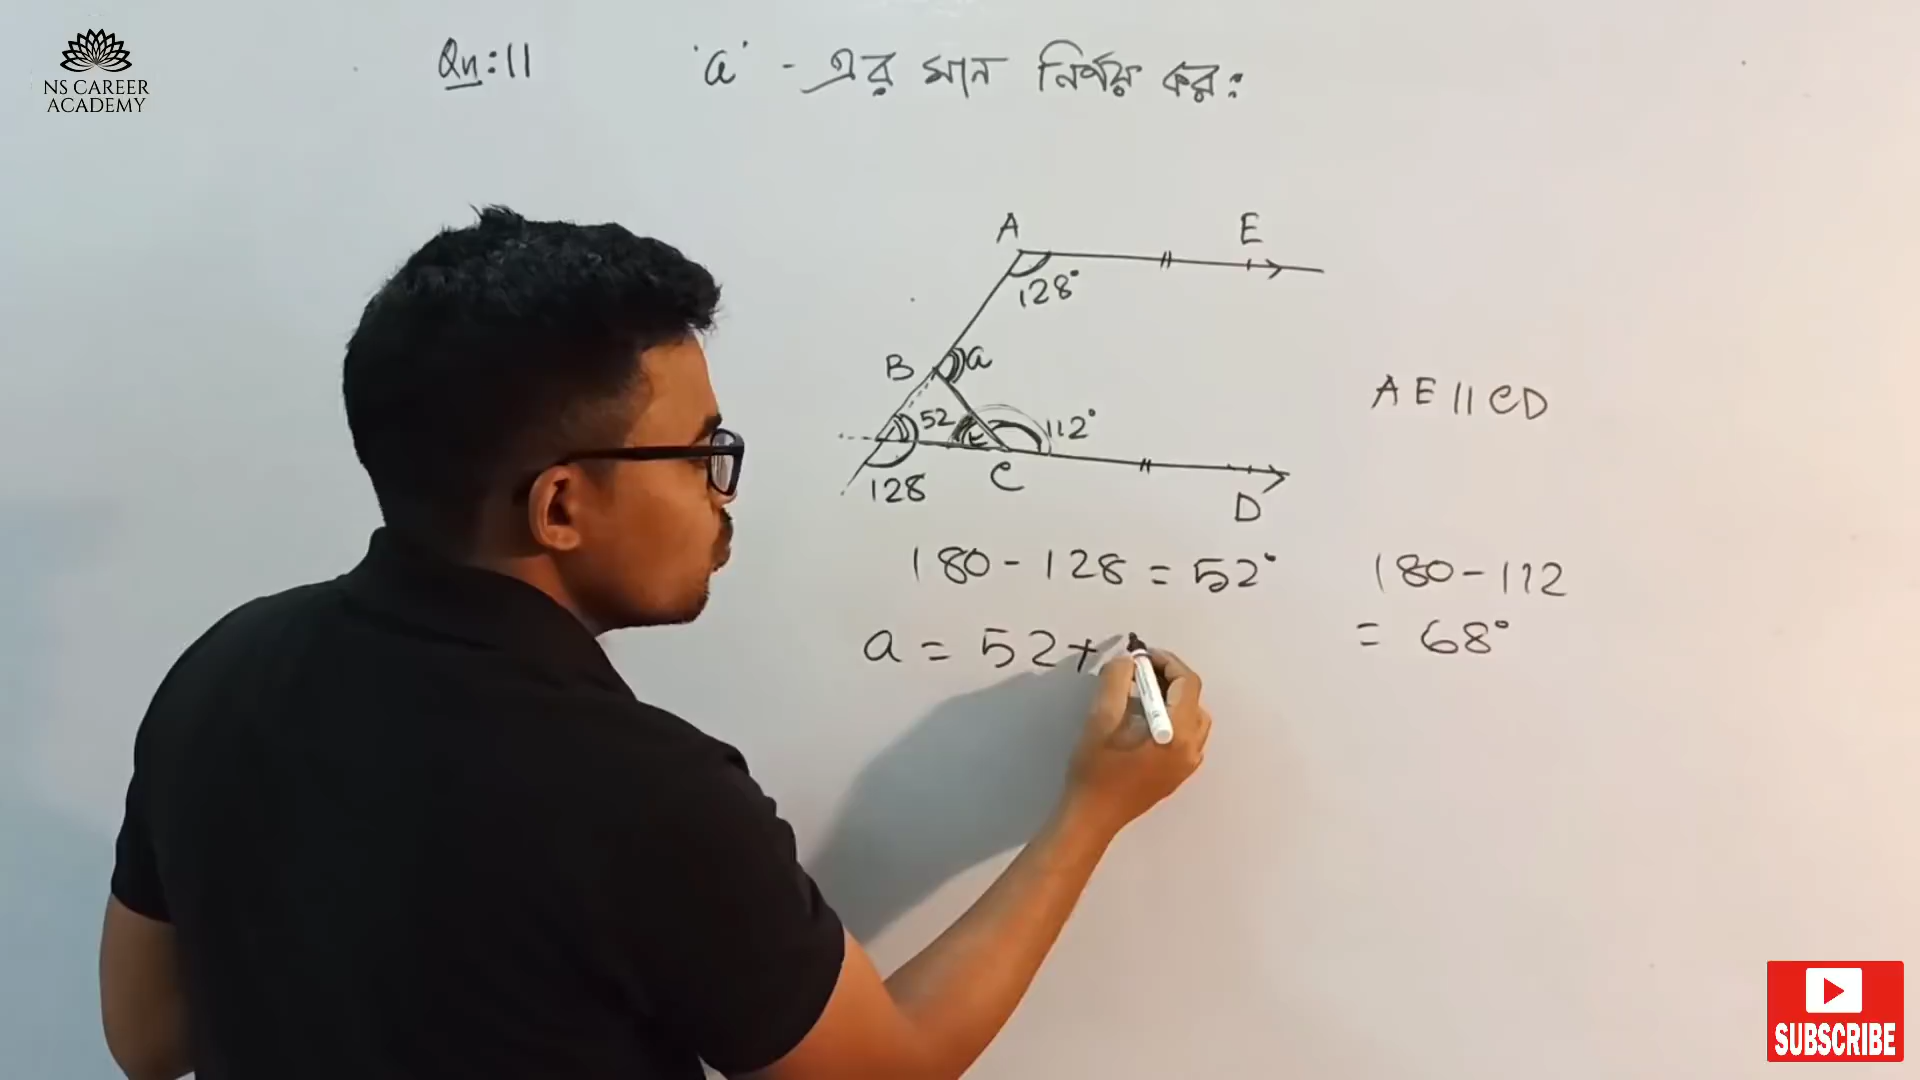 NS CAREER
ACADEMY
Qn:11 'a' - এর মান নির্ণয় কর:
A E
128°
B a
52 112°
128 C
D
AE || CD
180-128 = 52° 180-112
a = 52+ = 68°
SUBSCRIBE